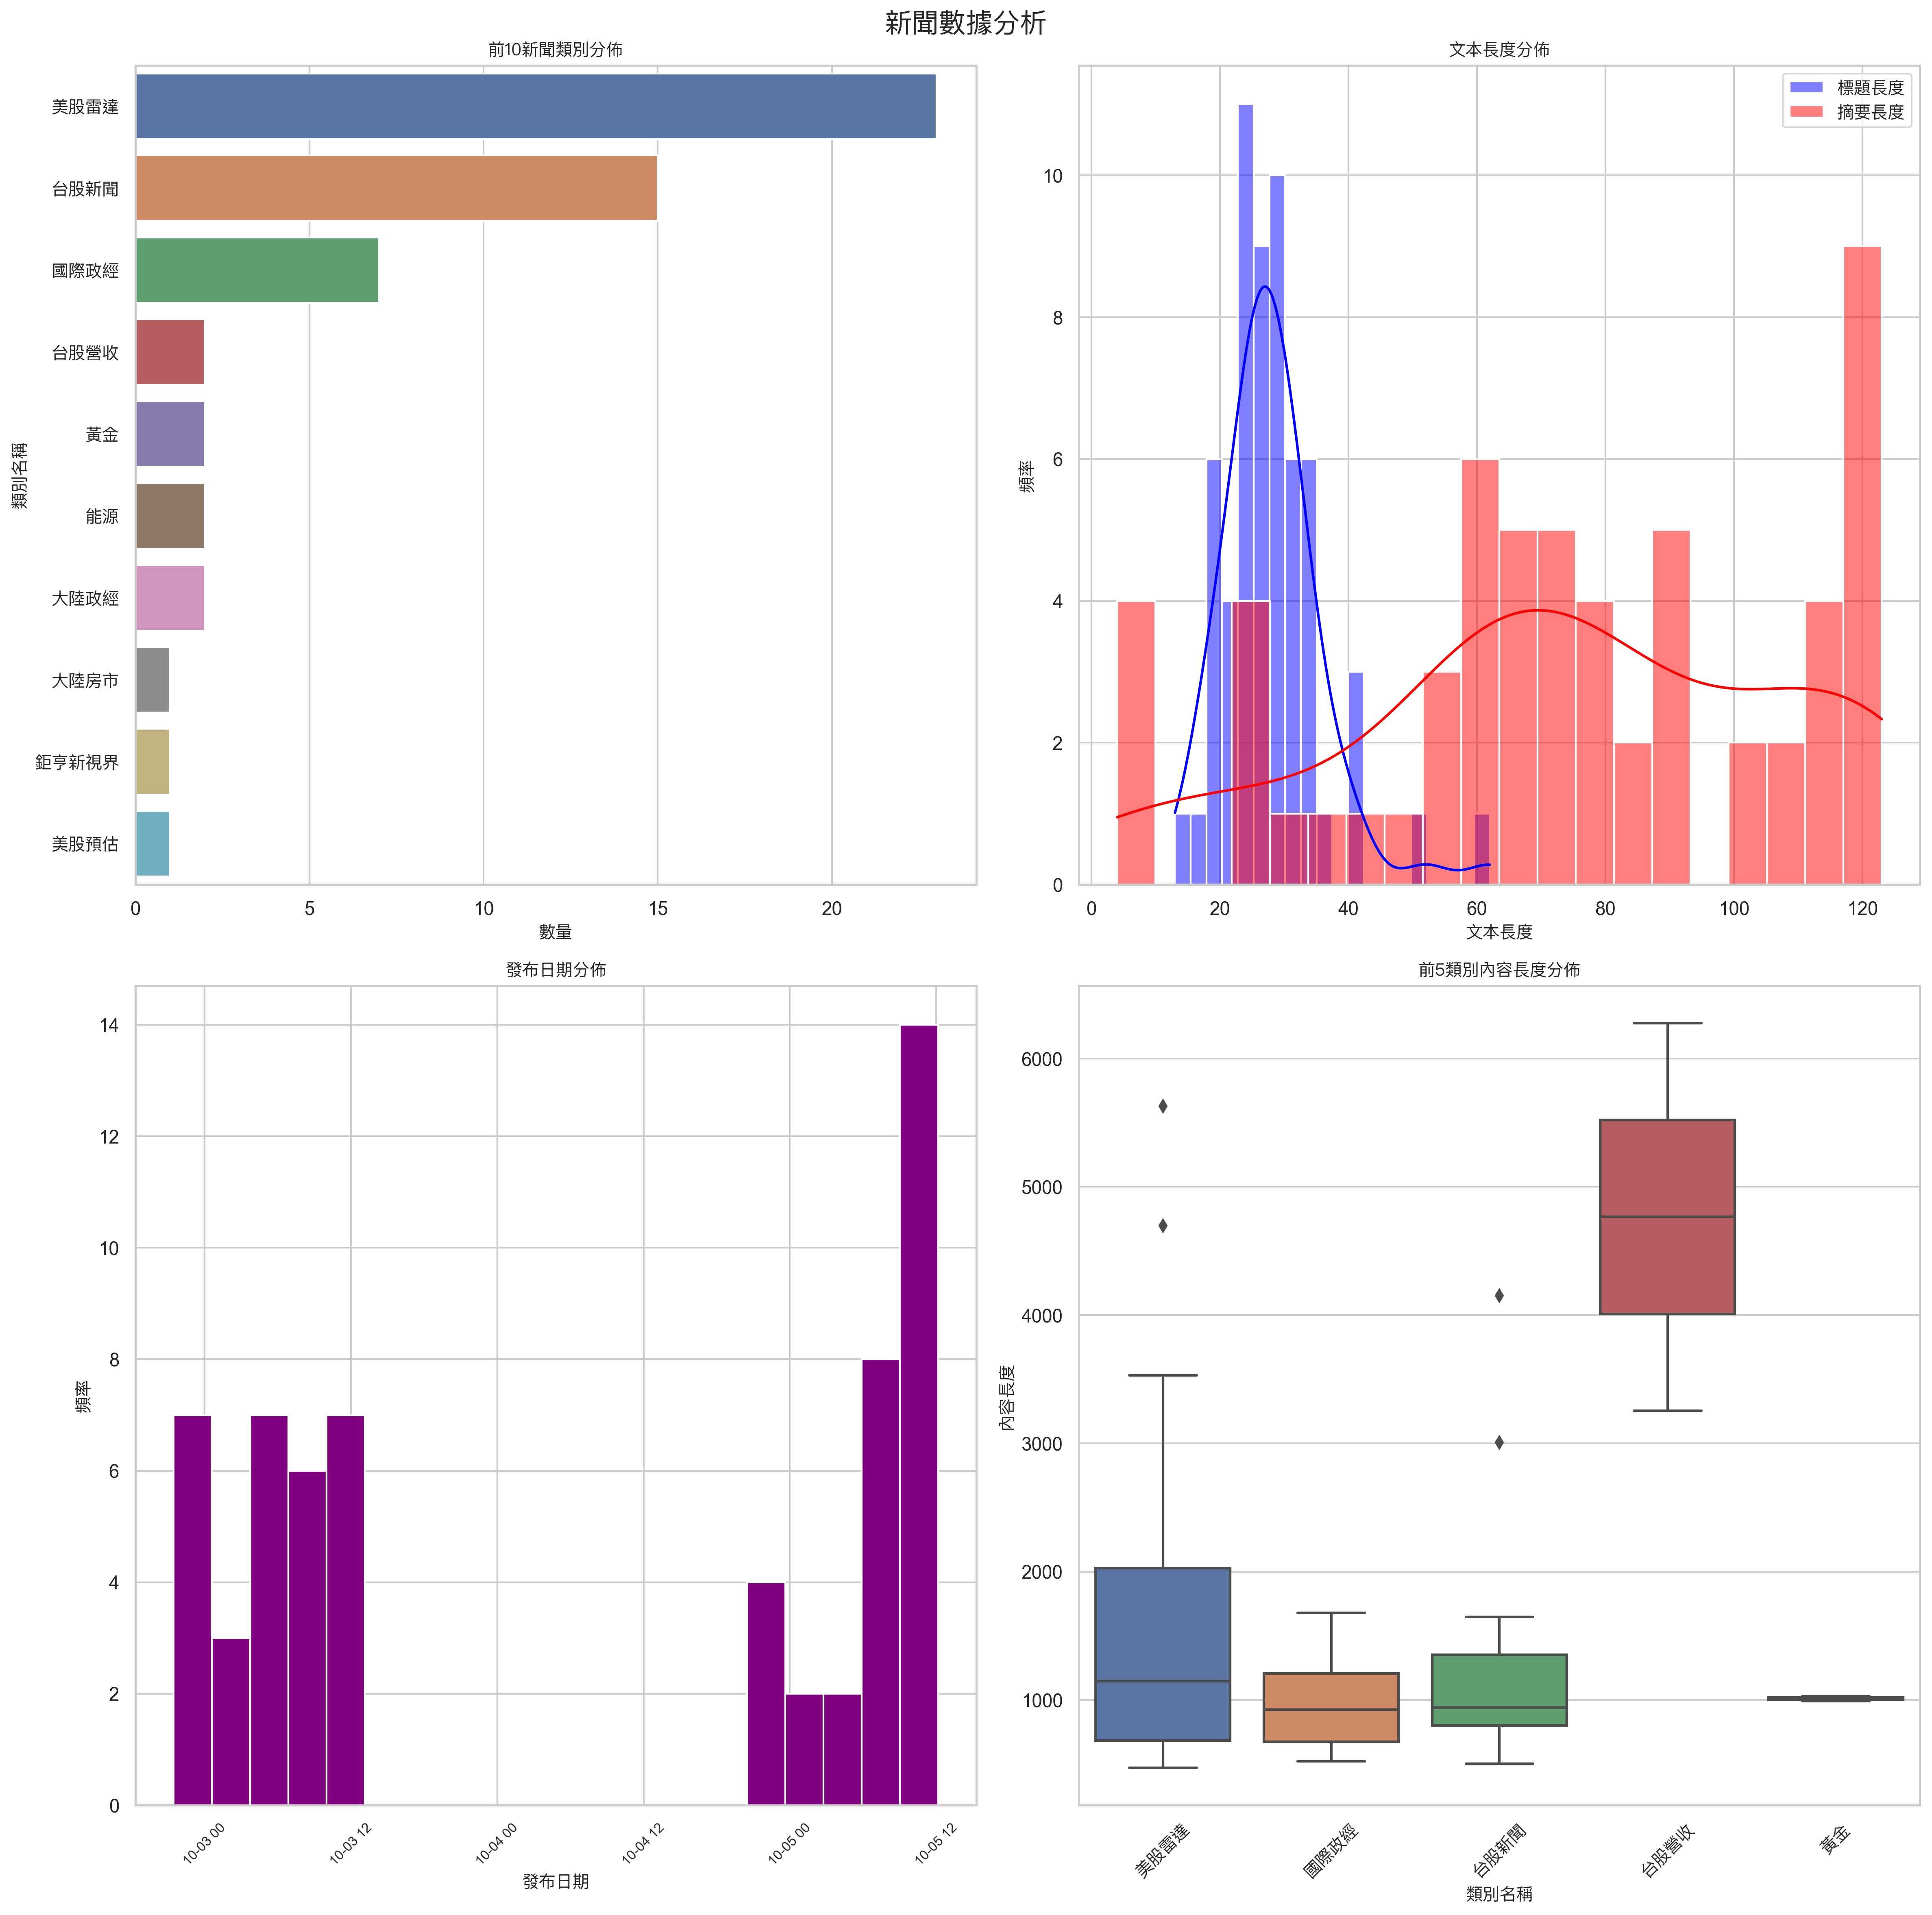 新聞數據分析
前10新聞類別分佈
類別名稱
美股雷達
台股新聞
國際政經
台股營收
黃金
能源
大陸政經
大陸房市
鉅亨新視界
美股預估
0 5 10 15 20
數量
文本長度分佈
標題長度
摘要長度
頻率
10
8
6
4
2
0
0 20 40 60 80 100 120
文本長度
發布日期分佈
頻率
14
12
10
8
6
4
2
0
10-03 00
10-03 12
10-04 00
10-04 12
10-05 00
10-05 12
發布日期
前5類別內容長度分佈
內容長度
6000
5000
4000
3000
2000
1000
美股雷達
國際政經
台股新聞
台股營收
黃金
類別名稱